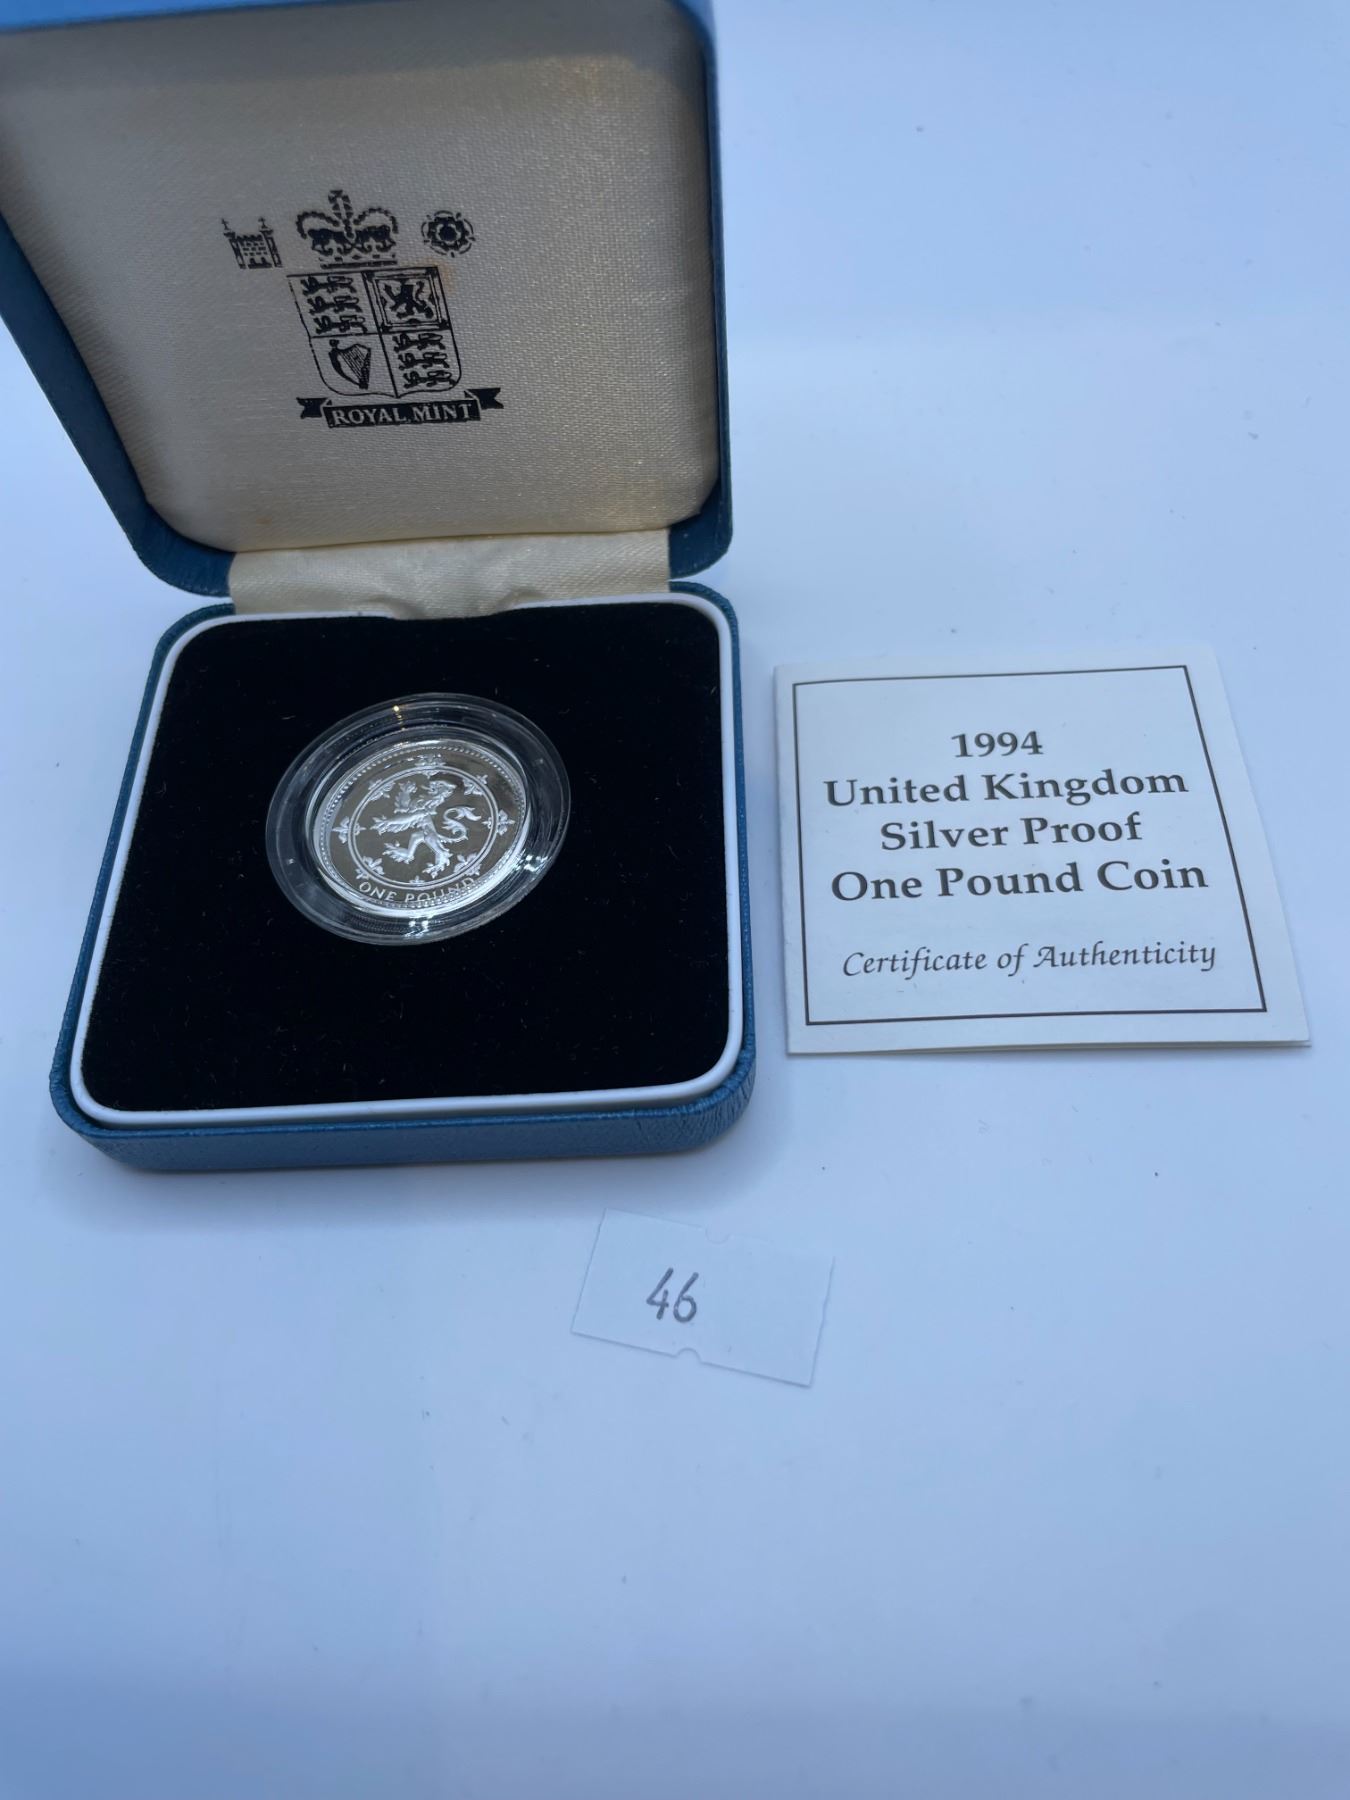 ROYAL MINT
ONE POUND
1994
United Kingdom
Silver Proof
One Pound Coin
Certificate of Authenticity
46